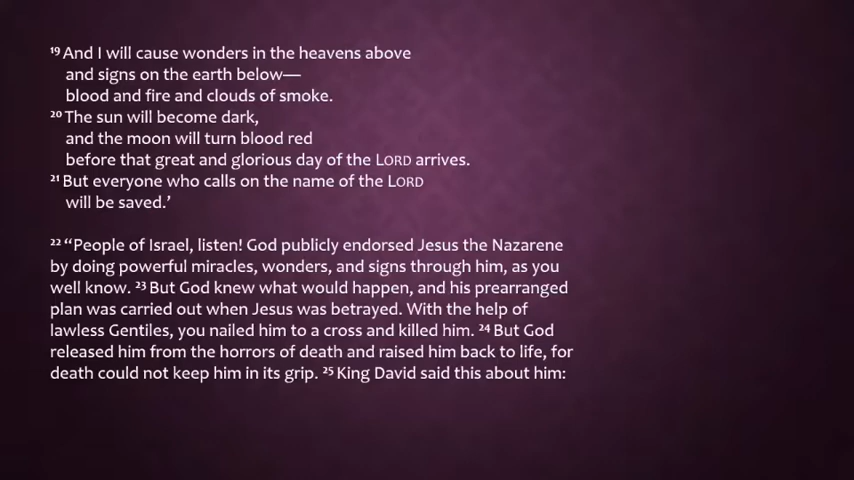 19 And I will cause wonders in the heavens above
and signs on the earth below—
blood and fire and clouds of smoke.
20 The sun will become dark,
and the moon will turn blood red
before that great and glorious day of the LORD arrives.
21 But everyone who calls on the name of the LORD
will be saved.’
22 “People of Israel, listen! God publicly endorsed Jesus the Nazarene
by doing powerful miracles, wonders, and signs through him, as you
well know. 23 But God knew what would happen, and his prearranged
plan was carried out when Jesus was betrayed. With the help of
lawless Gentiles, you nailed him to a cross and killed him. 24 But God
released him from the horrors of death and raised him back to life, for
death could not keep him in its grip. 25 King David said this about him: